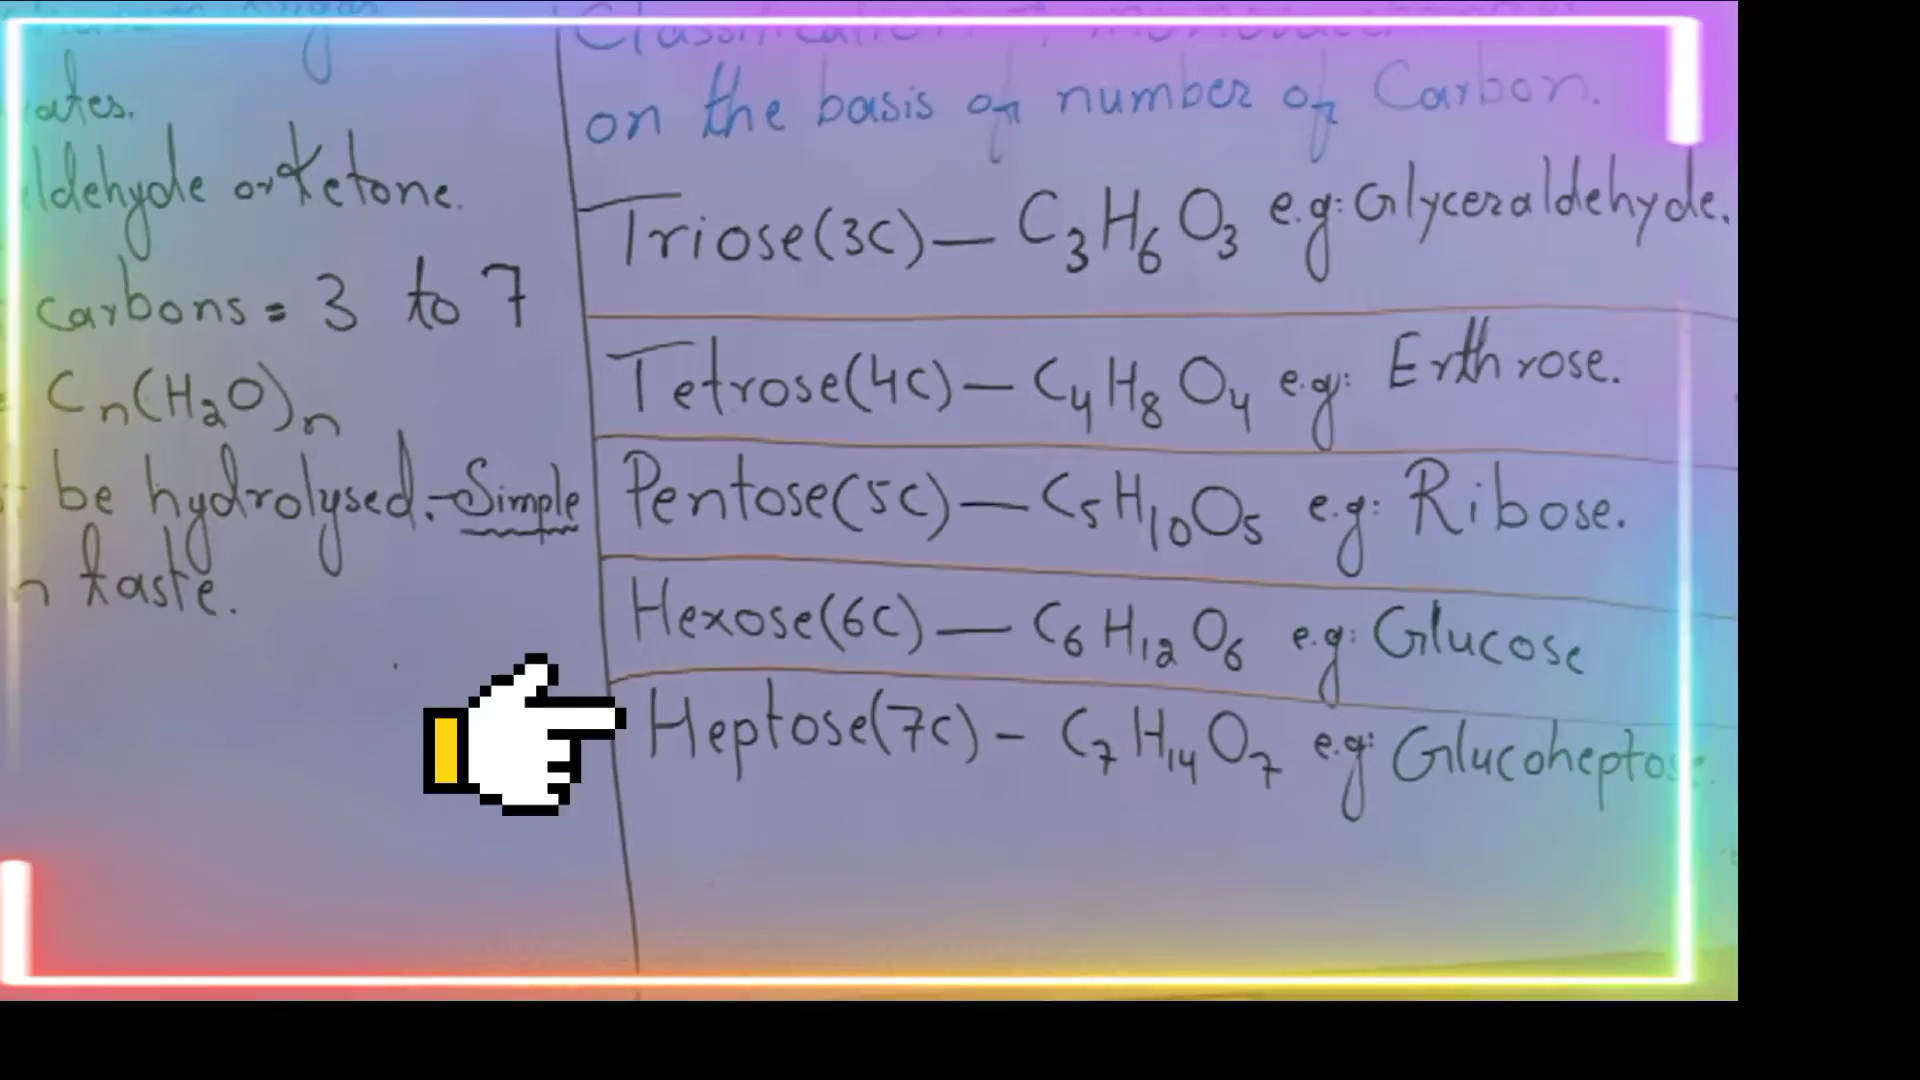 ates.
ldehyde or Ketone.
carbons = 3 to 7
Cn(H2O)n
be hydrolysed. - Simple
n taste.
Classification
on the basis of number of Carbon.
Triose(3C) — C3H6O3 e.g: Glyceraldehyde.
Tetrose(4C) — C4H8O4 e.g: Erthrose.
Pentose(5C) — C5H10O5 e.g: Ribose.
Hexose(6C) — C6H12O6 e.g: Glucose
Heptose(7C) - C7H14O7 e.g: Glucoheptose.